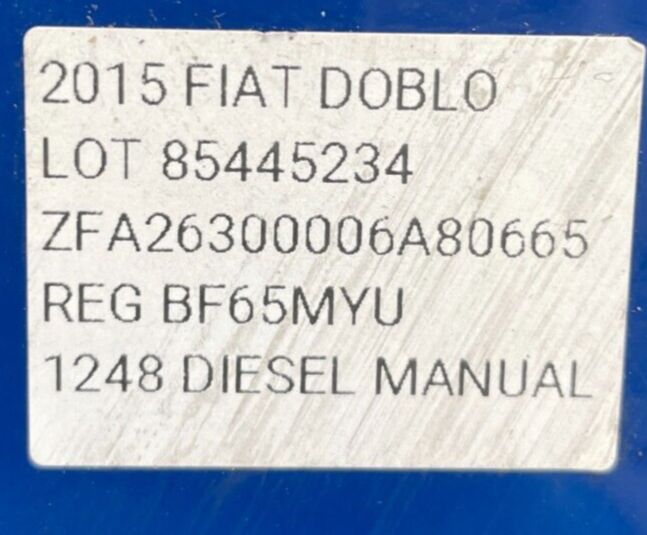 2015 FIAT DOBLO
LOT 85445234
ZFA26300006A80665
REG BF65MYU
1248 DIESEL MANUAL